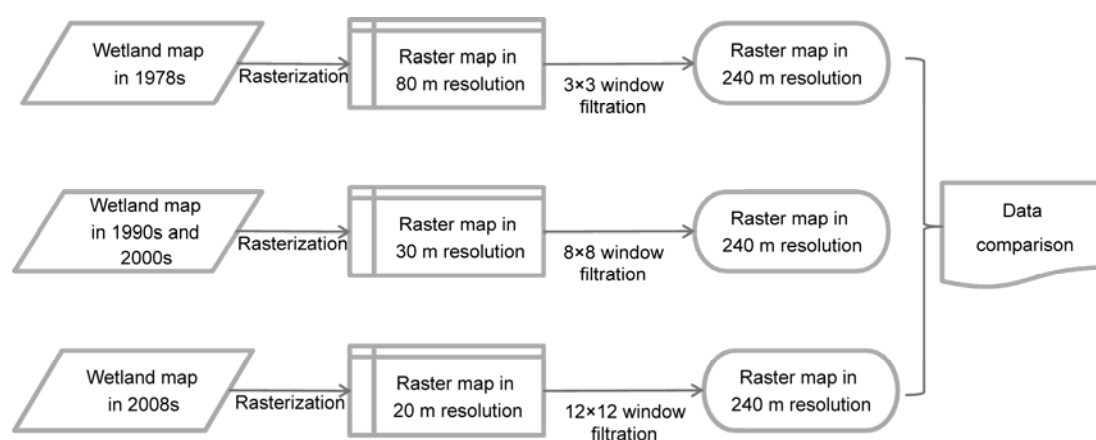 Wetland map
in 1978s
Rasterization
Raster map in
80 m resolution
3×3 window
filtration
Raster map in
240 m resolution
Wetland map
in 1990s and
2000s
Rasterization
Raster map in
30 m resolution
8×8 window
filtration
Raster map in
240 m resolution
Data
comparison
Wetland map
in 2008s
Rasterization
Raster map in
20 m resolution
12×12 window
filtration
Raster map in
240 m resolution